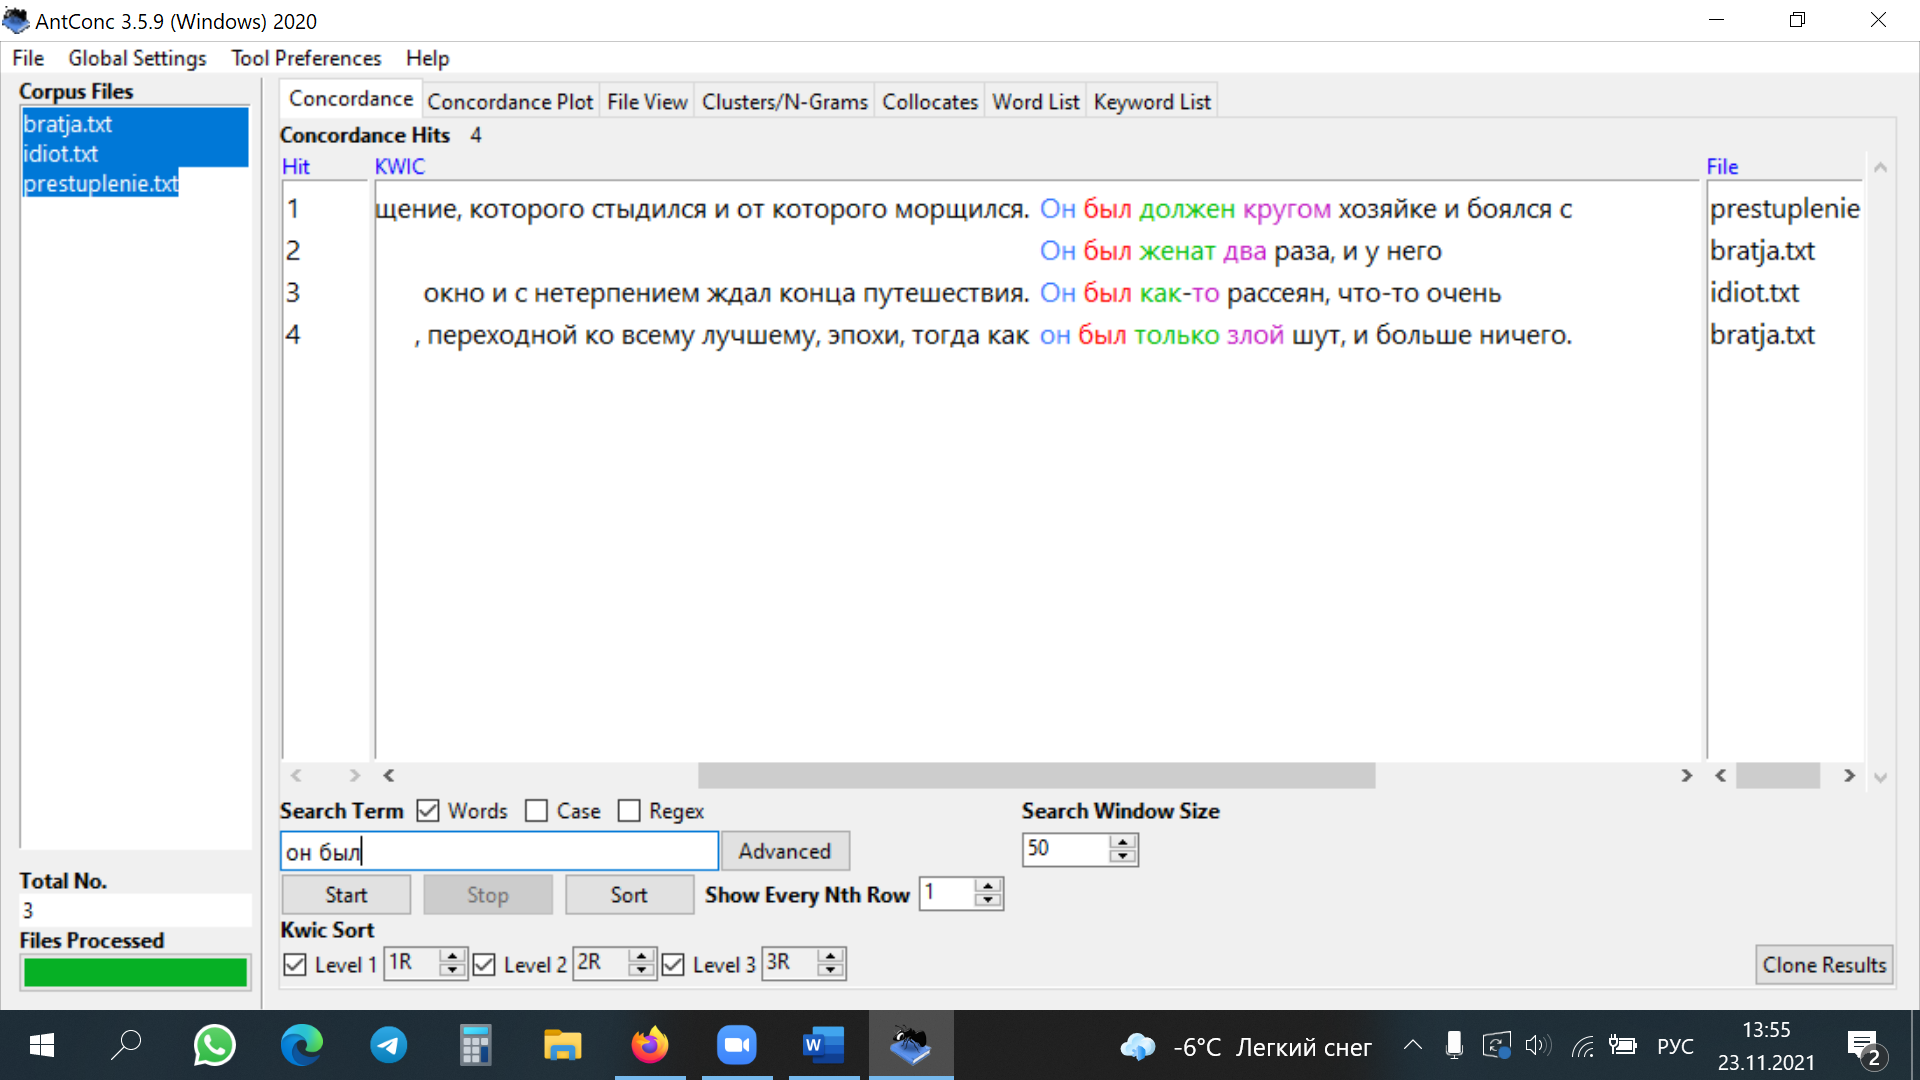 AntConc 3.5.9 (Windows) 2020
File Global Settings Tool Preferences Help
Corpus Files
bratja.txt
idiot.txt
prestuplenie.txt
Total No.
3
Files Processed
Concordance Concordance Plot File View Clusters/N-Grams Collocates Word List Keyword List
Concordance Hits 4
Hit KWIC File
1 щение, которого стыдился и от которого морщился. Он был должен кругом хозяйке и боялся с prestuplenie
2 Он был женат два раза, и у него bratja.txt
3 окно и с нетерпением ждал конца путешествия. Он был как-то рассеян, что-то очень idiot.txt
4 , переходной ко всему лучшему, эпохи, тогда как он был только злой шут, и больше ничего. bratja.txt
Search Term Words Case Regex Search Window Size
он был Advanced 50
Start Stop Sort Show Every Nth Row 1
Kwic Sort
Level 1 1R Level 2 2R Level 3 3R Clone Results
W -6°C Легкий снег РУС 13:55
23.11.2021 2